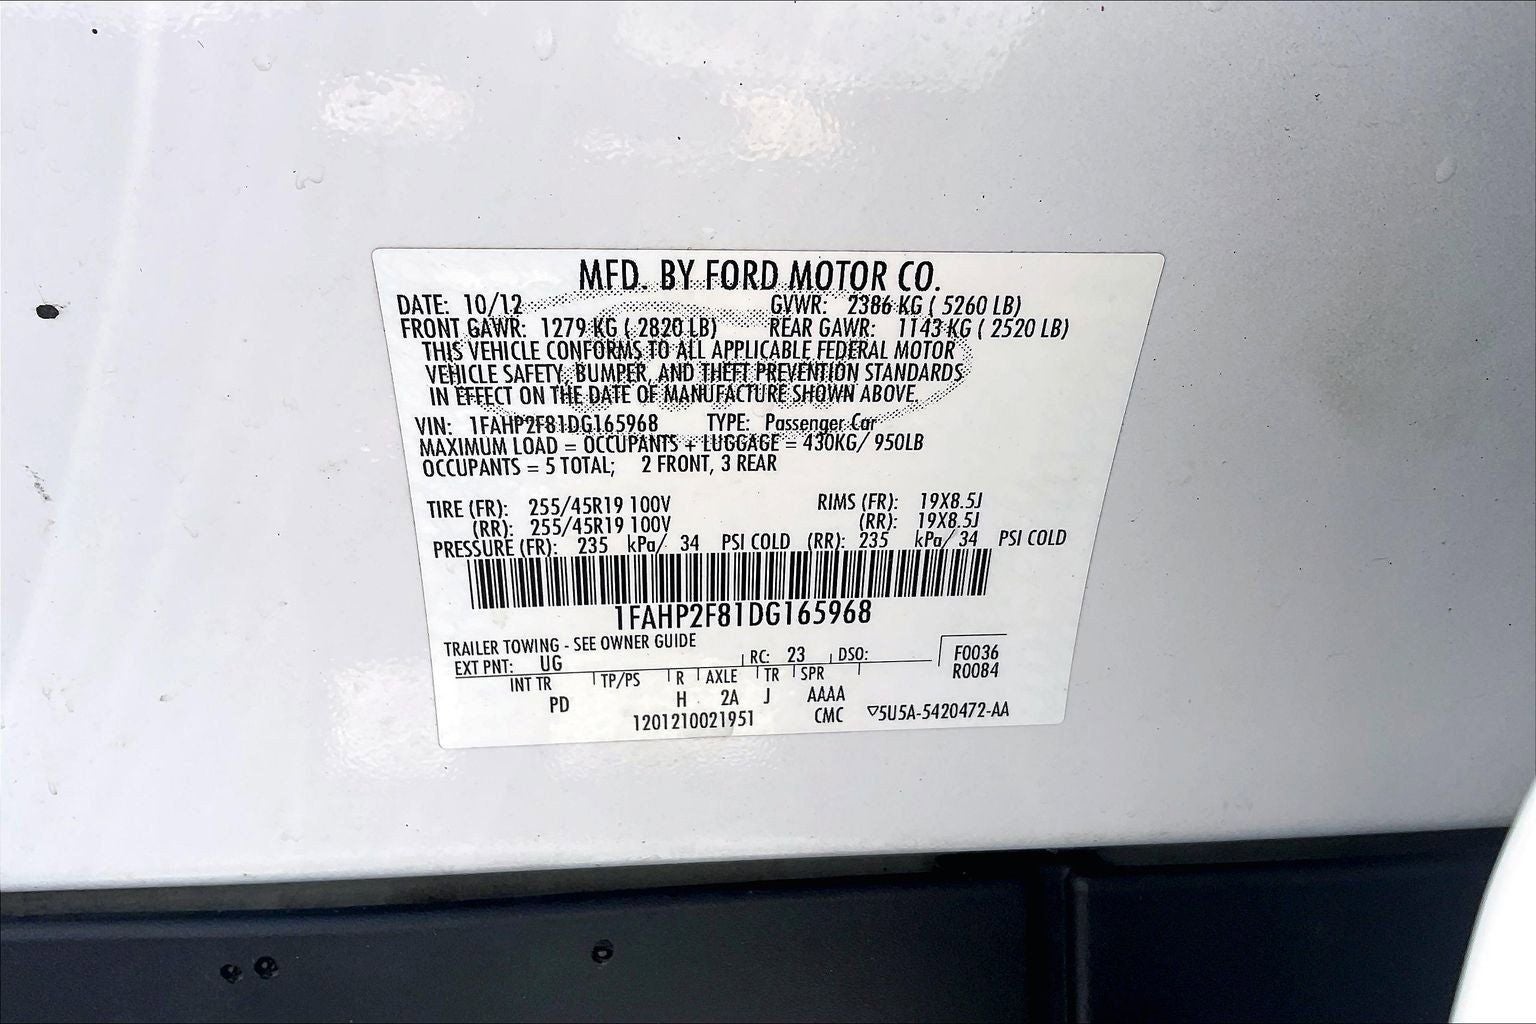 MFD. BY FORD MOTOR CO.
DATE: 10/12 GVWR: 2386 KG ( 5260 LB)
FRONT GAWR: 1279 KG ( 2820 LB) REAR GAWR: 1143 KG ( 2520 LB)
THIS VEHICLE CONFORMS TO ALL APPLICABLE FEDERAL MOTOR
VEHICLE SAFETY, BUMPER, AND THEFT PREVENTION STANDARDS
IN EFFECT ON THE DATE OF MANUFACTURE SHOWN ABOVE.
VIN: 1FAHP2F81DG165968 TYPE: Passenger Car
MAXIMUM LOAD = OCCUPANTS + LUGGAGE = 430KG/ 950LB
OCCUPANTS = 5 TOTAL; 2 FRONT, 3 REAR
TIRE (FR): 255/45R19 100V RIMS (FR): 19X8.5J
(RR): 255/45R19 100V (RR): 19X8.5J
PRESSURE (FR): 235 kPa/ 34 PSI COLD (RR): 235 kPa/ 34 PSI COLD
1FAHP2F81DG165968
TRAILER TOWING - SEE OWNER GUIDE
EXT PNT: UG RC: 23 DSO: F0036
R0084
INT TR TP/PS R AXLE TR SPR
PD H 2A J AAAA
1201210021951 CMC ▽5U5A-5420472-AA